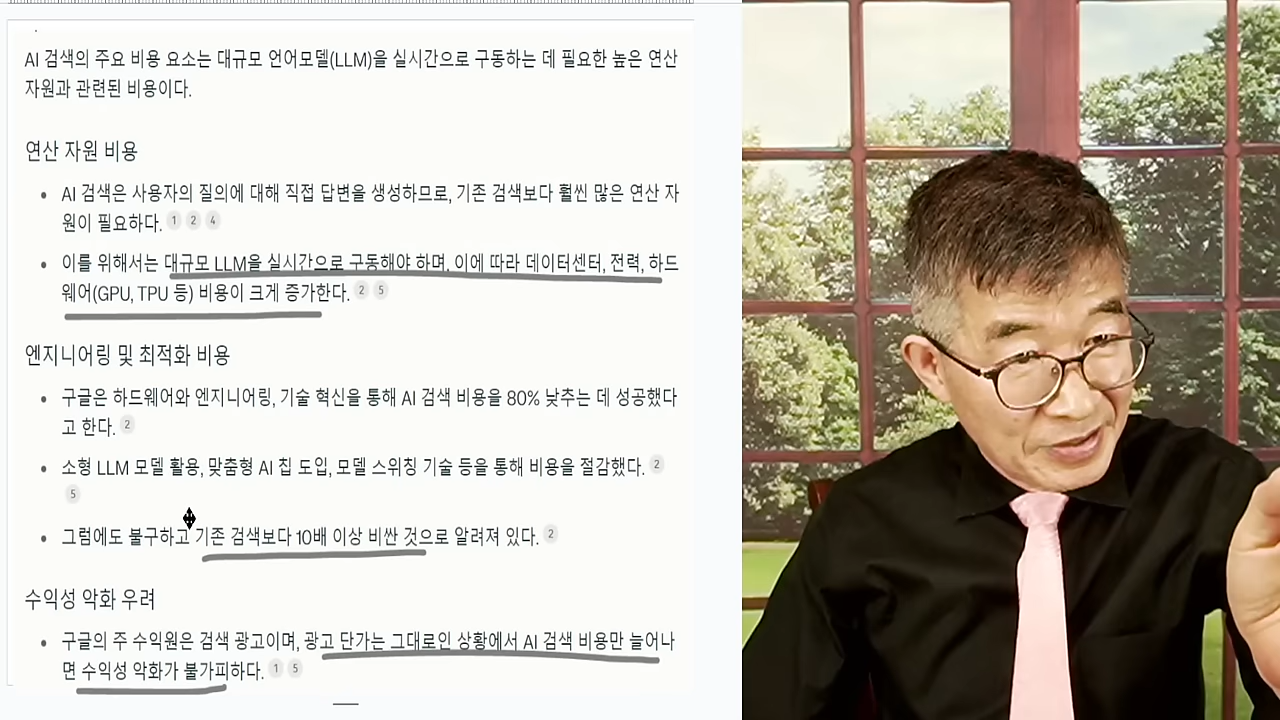 AI 검색의 주요 비용 요소는 대규모 언어모델(LLM)을 실시간으로 구동하는 데 필요한 높은 연산
자원과 관련된 비용이다.
연산 자원 비용
• AI 검색은 사용자의 질의에 대해 직접 답변을 생성하므로, 기존 검색보다 훨씬 많은 연산 자
원이 필요하다. 1 2 4
• 이를 위해서는 대규모 LLM을 실시간으로 구동해야 하며, 이에 따라 데이터센터, 전력, 하드
웨어(GPU, TPU 등) 비용이 크게 증가한다. 2 5
엔지니어링 및 최적화 비용
• 구글은 하드웨어와 엔지니어링, 기술 혁신을 통해 AI 검색 비용을 80% 낮추는 데 성공했다
고 한다. 2
• 소형 LLM 모델 활용, 맞춤형 AI 칩 도입, 모델 스위칭 기술 등을 통해 비용을 절감했다. 2
5
• 그럼에도 불구하고 기존 검색보다 10배 이상 비싼 것으로 알려져 있다. 2
수익성 악화 우려
• 구글의 주 수익원은 검색 광고이며, 광고 단가는 그대로인 상황에서 AI 검색 비용만 늘어나
면 수익성 악화가 불가피하다. 1 5